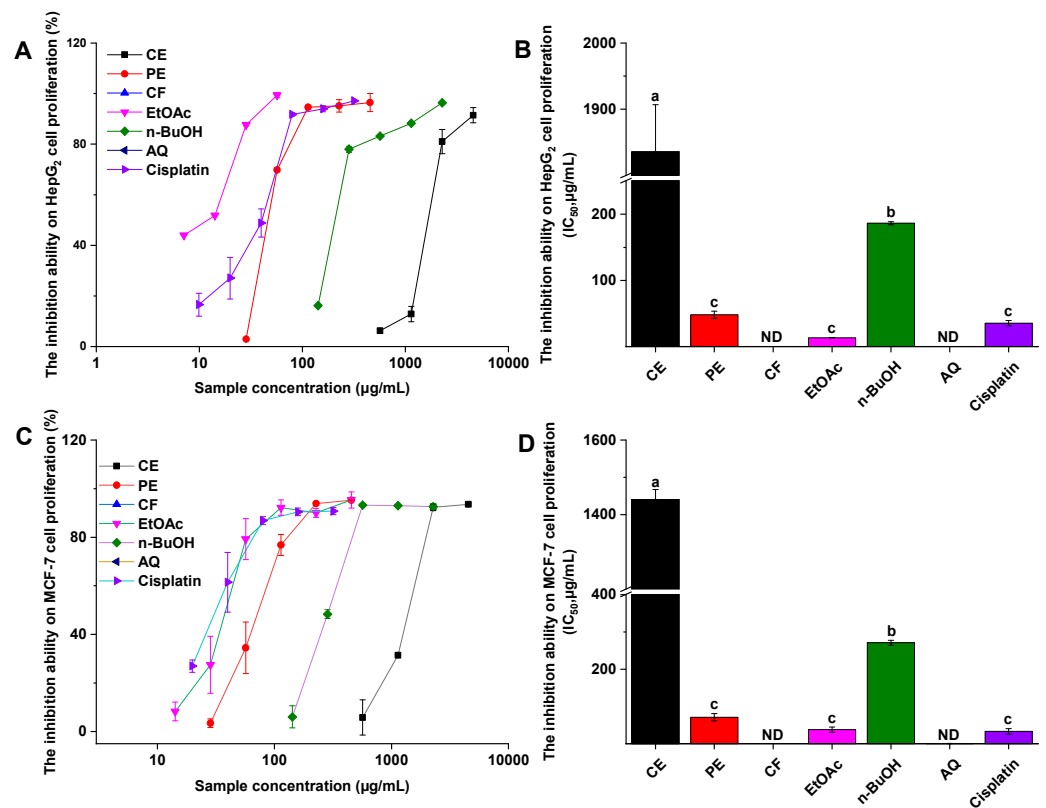 A
The inhibition ability on HepG2 cell proliferation (%)
120
80
40
0
1
10
100
1000
10000
Sample concentration (µg/mL)
CE
PE
CF
EtOAc
n-BuOH
AQ
Cisplatin
B
The inhibition ability on HepG2 cell proliferation
(IC50,µg/mL)
2000
1900
200
100
a
c
ND
c
b
ND
c
CE
PE
CF
EtOAc
n-BuOH
AQ
Cisplatin
C
The inhibition ability on MCF-7 cell proliferation (%)
120
80
40
0
10
100
1000
10000
Sample concentration (µg/mL)
CE
PE
CF
EtOAc
n-BuOH
AQ
Cisplatin
D
The inhibition ability on MCF-7 cell proliferation
(IC50,µg/mL)
1600
1400
400
200
a
c
ND
c
b
ND
c
CE
PE
CF
EtOAc
n-BuOH
AQ
Cisplatin